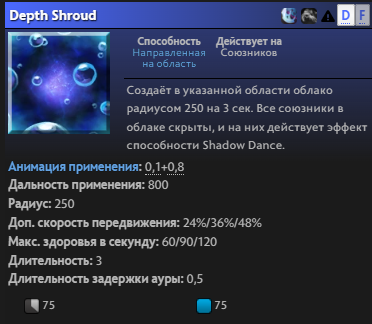 Depth Shroud
D F
Способность
Направленная
на область
Действует на
Союзников
Создаёт в указанной области облако
радиусом 250 на 3 сек. Все союзники в
облаке скрыты, и на них действует эффект
способности Shadow Dance.
Анимация применения: 0,1+0,8
Дальность применения: 800
Радиус: 250
Доп. скорость передвижения: 24%/36%/48%
Макс. здоровья в секунду: 60/90/120
Длительность: 3
Длительность задержки ауры: 0,5
75 75